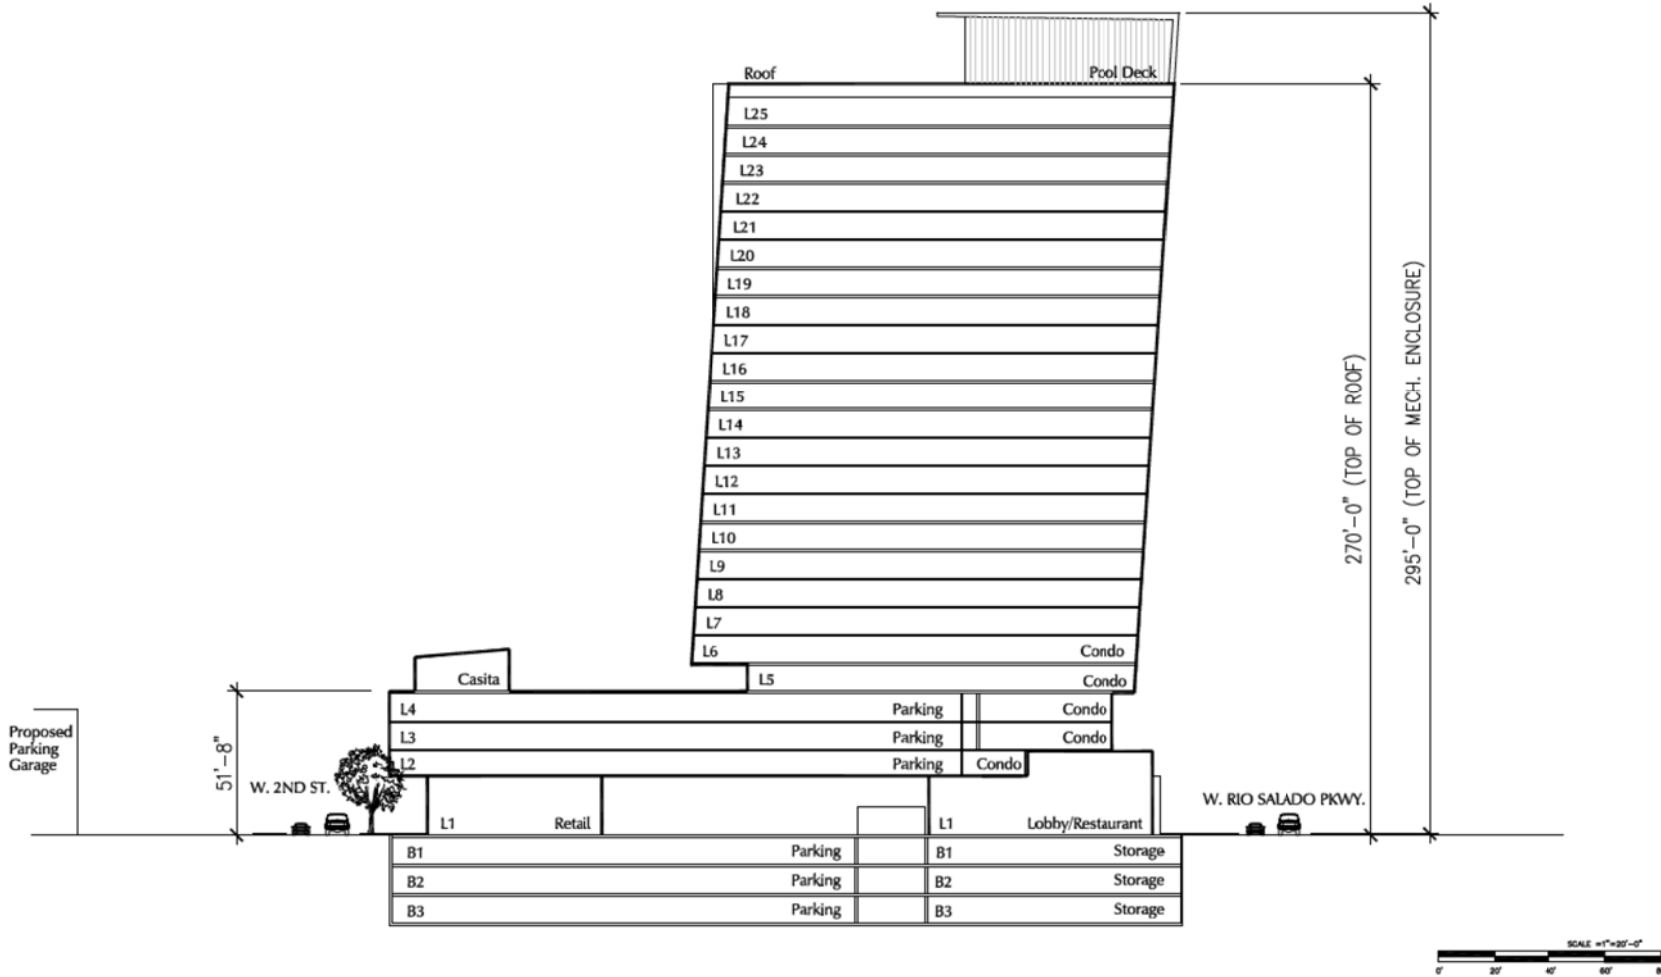 Roof
Pool Deck
L25
L24
L23
L22
L21
L20
L19
L18
L17
L16
L15
L14
L13
L12
L11
L10
L9
L8
L7
L6 Condo
Casita
L5 Condo
L4 Parking Condo
L3 Parking Condo
L2 Parking Condo
L1 Retail
L1 Lobby/Restaurant
B1 Parking B1 Storage
B2 Parking B2 Storage
B3 Parking B3 Storage
Proposed
Parking
Garage
51'-8"
W. 2ND ST.
W. RIO SALADO PKWY.
270'-0" (TOP OF ROOF)
295'-0" (TOP OF MECH. ENCLOSURE)
SCALE =1"=20'-0"
0' 20' 40' 60'